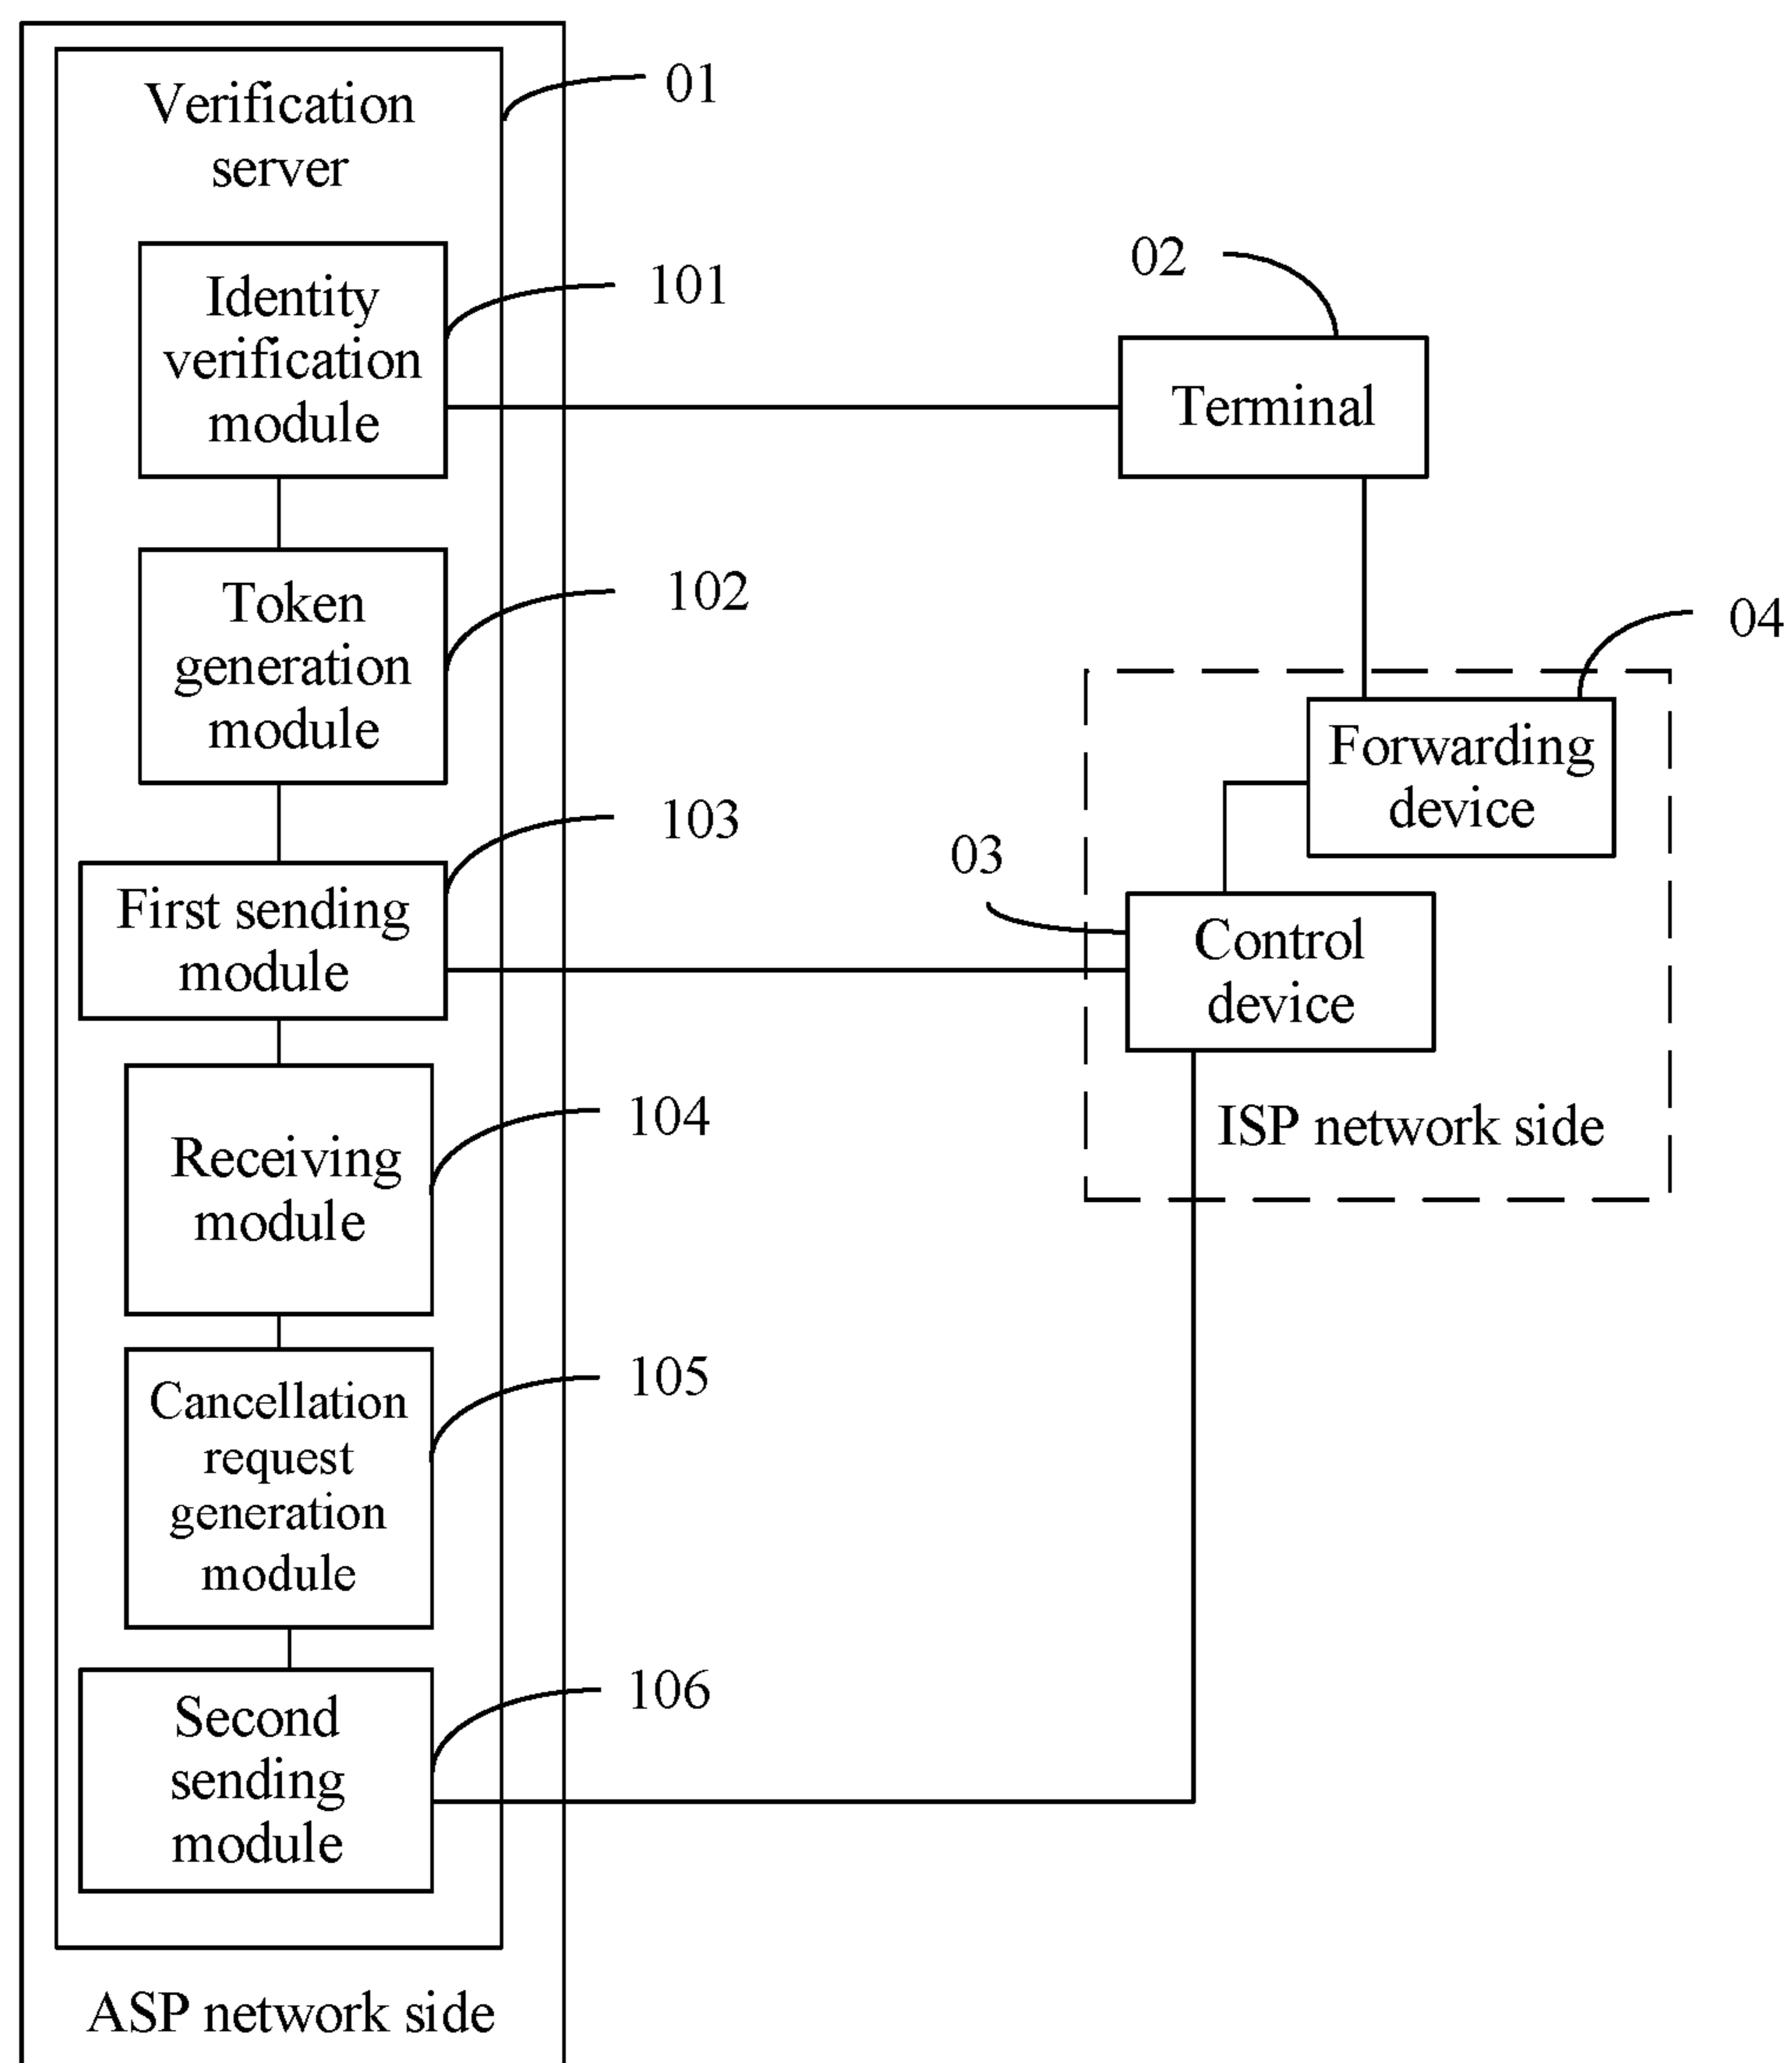 Verification
server
01
Identity
verification
module
101
Token
generation
module
102
First sending
module
103
Receiving
module
104
Cancellation
request
generation
module
105
Second
sending
module
106
ASP network side
02
Terminal
04
Forwarding
device
03
Control
device
ISP network side